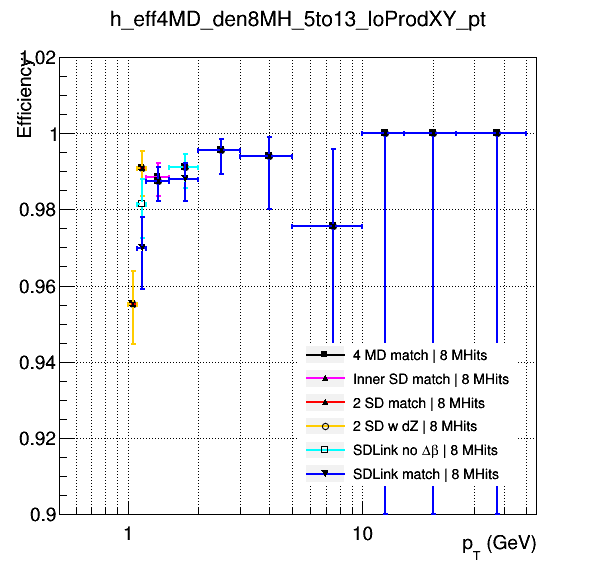 h_eff4MD_den8MH_5to13_loProdXY_pt
Efficiency
1.02
1
0.98
0.96
0.94
0.92
0.9
4 MD match | 8 MHits
Inner SD match | 8 MHits
2 SD match | 8 MHits
2 SD w dZ | 8 MHits
SDLink no Δβ | 8 MHits
SDLink match | 8 MHits
1 10
p_T (GeV)